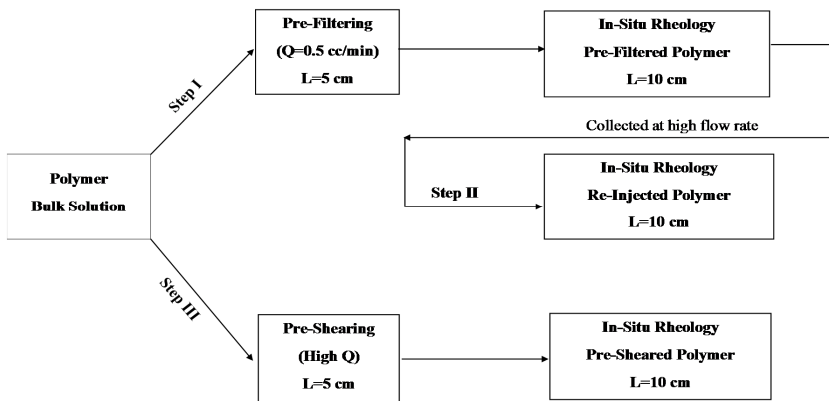 Pre-Filtering
(Q=0.5 cc/min)
L=5 cm
In-Situ Rheology
Pre-Filtered Polymer
L=10 cm
Step I
Collected at high flow rate
Polymer
Bulk Solution
Step II
In-Situ Rheology
Re-Injected Polymer
L=10 cm
Step III
Pre-Shearing
(High Q)
L=5 cm
In-Situ Rheology
Pre-Sheared Polymer
L=10 cm